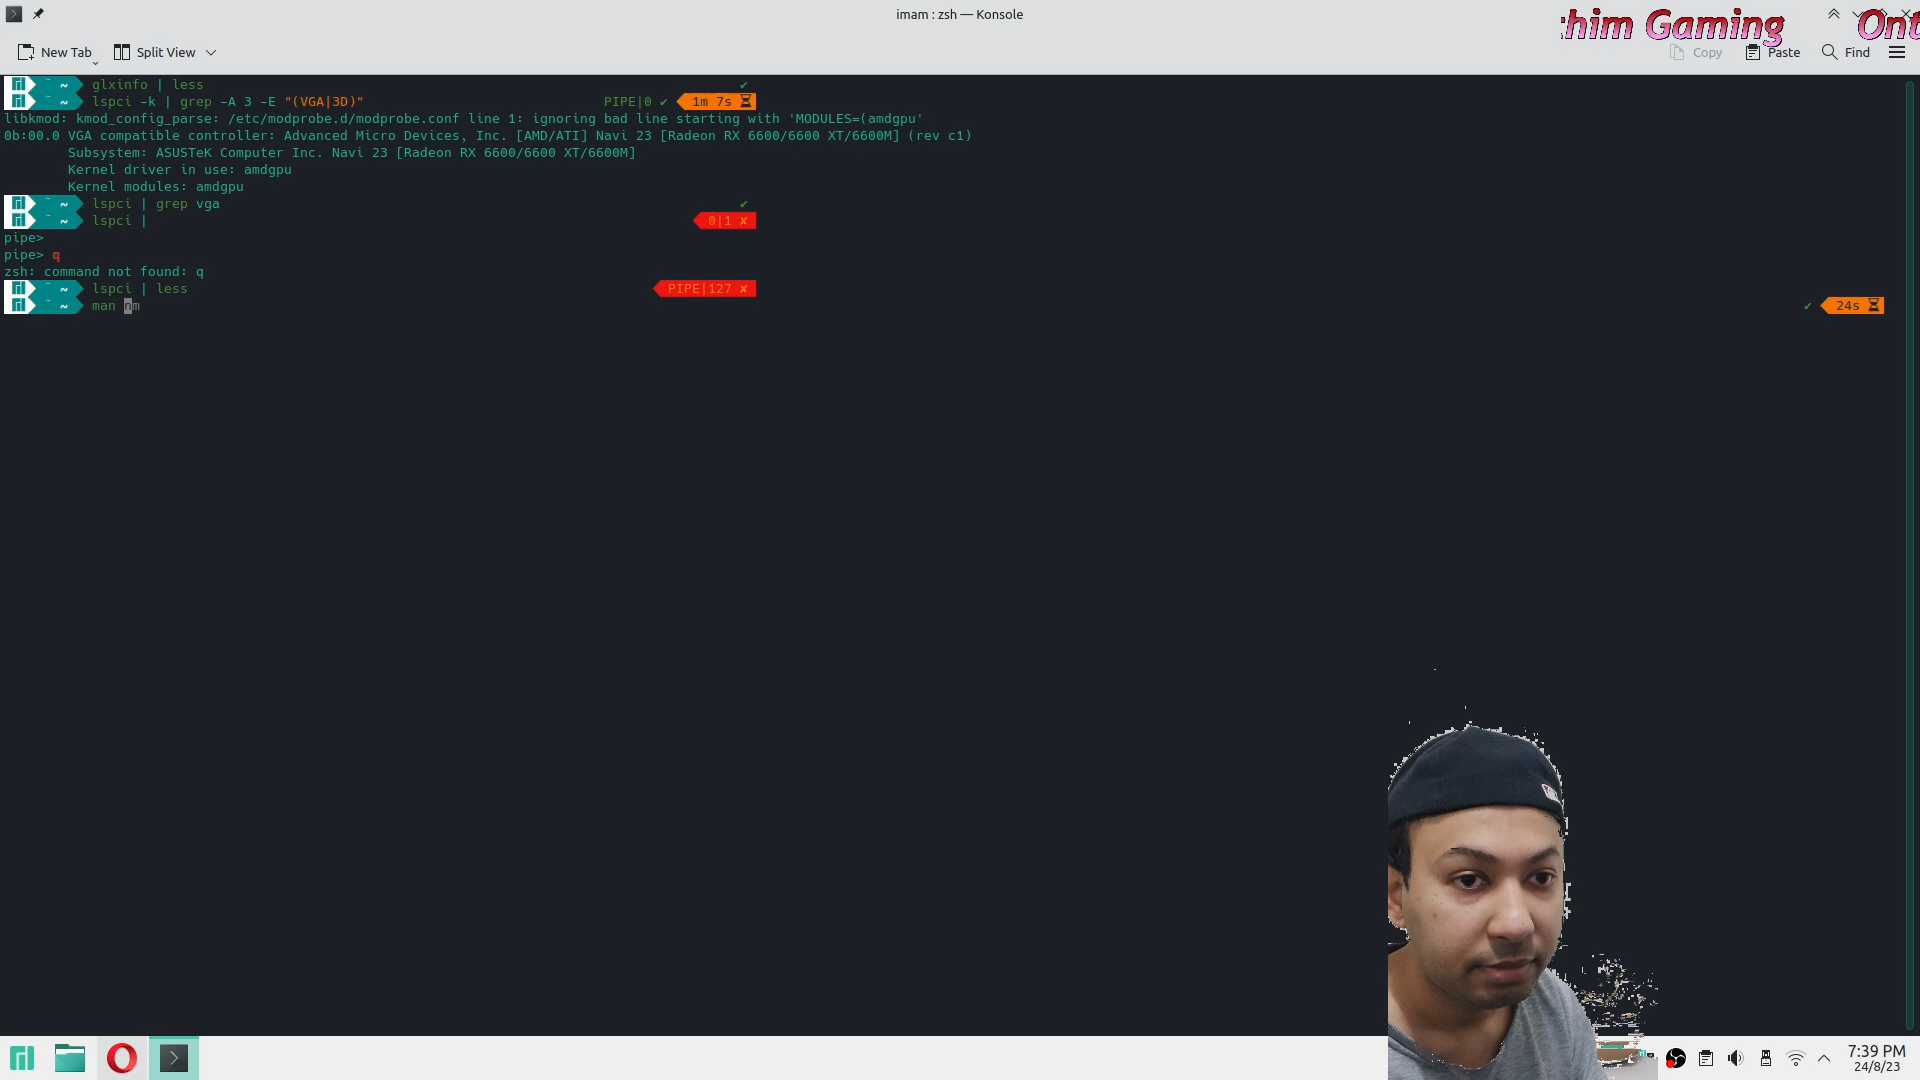 imam : zsh — Konsole
him Gaming
Ont
New Tab
Split View
Copy
Paste
Find
~ glxinfo | less ✔
~ lspci -k | grep -A 3 -E "(VGA|3D)" PIPE|0 ✔ 1m 7s
libkmod: kmod_config_parse: /etc/modprobe.d/modprobe.conf line 1: ignoring bad line starting with 'MODULES=(amdgpu'
0b:00.0 VGA compatible controller: Advanced Micro Devices, Inc. [AMD/ATI] Navi 23 [Radeon RX 6600/6600 XT/6600M] (rev c1)
Subsystem: ASUSTeK Computer Inc. Navi 23 [Radeon RX 6600/6600 XT/6600M]
Kernel driver in use: amdgpu
Kernel modules: amdgpu
~ lspci | grep vga ✔
~ lspci | 0|1 ✘
pipe>
pipe> q
zsh: command not found: q
~ lspci | less PIPE|127 ✘
~ man nm ✔ 24s
7:39 PM
24/8/23